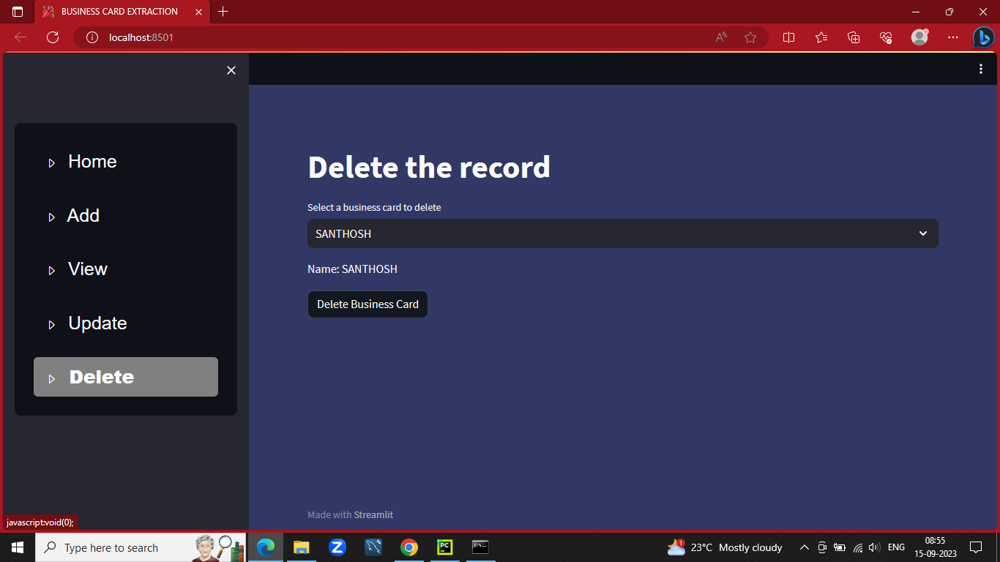 BUSINESS CARD EXTRACTION
localhost:8501
Home
Add
View
Update
Delete
Delete the record
Select a business card to delete
SANTHOSH
Name: SANTHOSH
Delete Business Card
Made with Streamlit
javascript:void(0);
Type here to search
Z
PC
1
23°C Mostly cloudy
ENG
08:55
15-09-2023